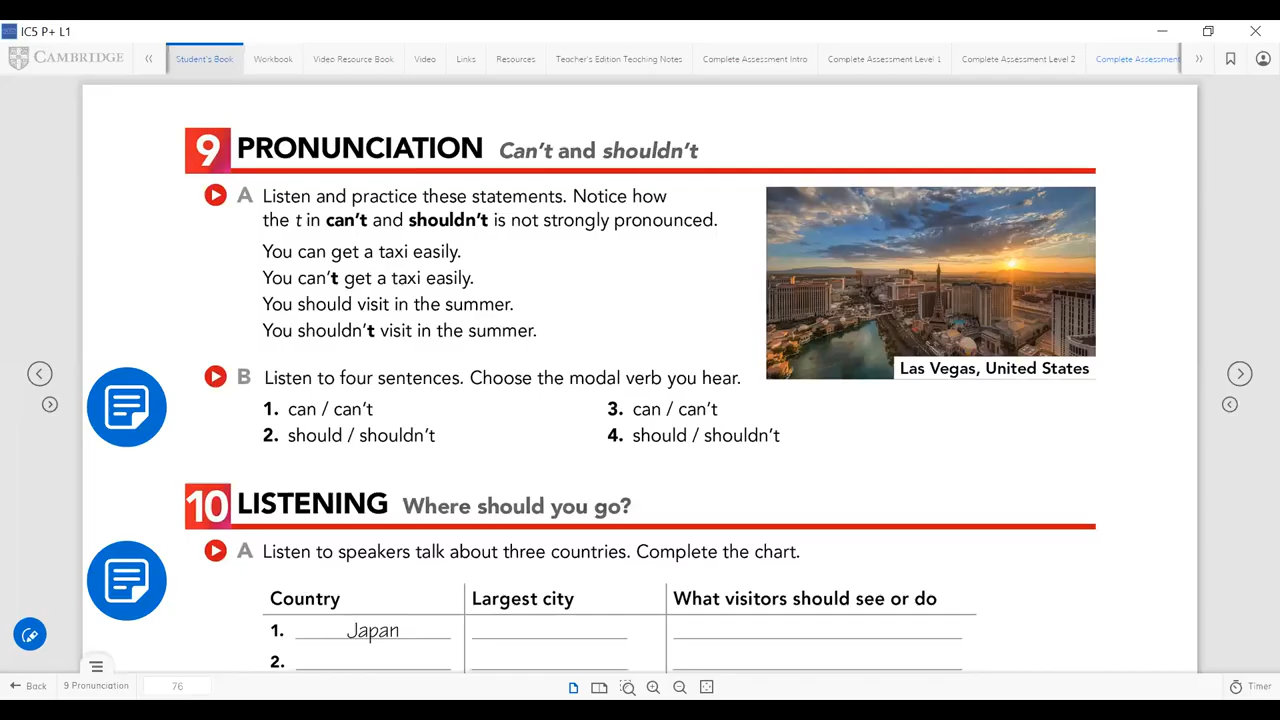 IC5 P+ L1
CAMBRIDGE
Student's Book
Workbook
Video Resource Book
Video
Links
Resources
Teacher's Edition Teaching Notes
Complete Assessment Intro
Complete Assessment Level 1
Complete Assessment Level 2
Complete Assessment
9 PRONUNCIATION Can't and shouldn't
A Listen and practice these statements. Notice how
the t in can't and shouldn't is not strongly pronounced.
You can get a taxi easily.
You can't get a taxi easily.
You should visit in the summer.
You shouldn't visit in the summer.
Las Vegas, United States
B Listen to four sentences. Choose the modal verb you hear.
1. can / can't
2. should / shouldn't
3. can / can't
4. should / shouldn't
10 LISTENING Where should you go?
A Listen to speakers talk about three countries. Complete the chart.
Country Largest city What visitors should see or do
1. Japan
2.
Back
9 Pronunciation
76
Timer